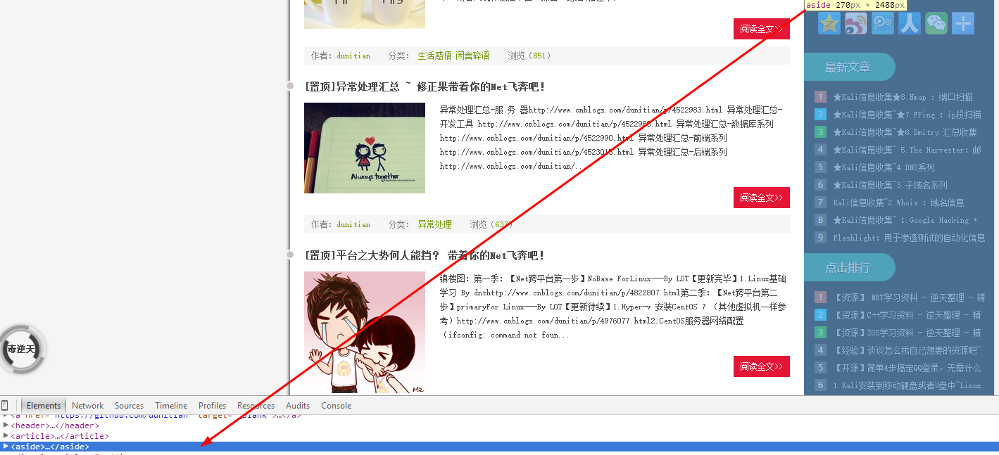 aside 270px × 2488px
阅读全文>>
作者：dunitian 分类： 生活感悟 闲言碎语 浏览（851）
[置顶]异常处理汇总 ~ 修正果带着你的Net飞奔吧！
异常处理汇总-服 务 器http://www.cnblogs.com/dunitian/p/4522983.html 异常处理汇总-
开发工具 http://www.cnblogs.com/dunitian/p/4522988.html 异常处理汇总-数据库系列
http://www.cnblogs.com/dunitian/p/4522990.html 异常处理汇总-前端系列
http://www.cnblogs.com/dunitian/p/4523015.html 异常处理汇总-后端系列
http://www.cnblogs.com/dunitian/...
Always together
阅读全文>>
作者：dunitian 分类： 异常处理 浏览（637）
[置顶]平台之大势何人能挡？ 带着你的Net飞奔吧！
镇楼图：第一季：【Net跨平台第一步】NoBase ForLinux——By LOT【更新完毕】1.Linux基础
学习 By dnthttp://www.cnblogs.com/dunitian/p/4822807.html第二季：【Net跨平台第二
步】primaryFor Linux——By LOT【更新待续】1.Hyper-v 安装CentOS 7 （其他虚拟机一样参
考）http://www.cnblogs.com/dunitian/p/4976077.html2.CentOS服务器网络配置
（ifconfig: command not foun...
阅读全文>>
最新文章
1 ★Kali信息收集★8.Nmap ：端口扫描
2 ★Kali信息收集~★7.FPing ：ip段扫描
3 ★Kali信息收集~★6.Dmitry:汇总收集
4 ★Kali信息收集~ 5.The Harvester：邮
5 ★Kali信息收集~4.DNS系列
6 ★Kali信息收集~3.子域名系列
7 Kali信息收集~2.Whois ：域名信息
8 ★Kali信息收集~ 1.Google Hacking +
9 Flashlight：用于渗透测试的自动化信息
点击排行
1 【资源】.NET学习资料 - 逆天整理 - 精
2 【资源】C++学习资料 - 逆天整理 - 精
3 【资源】IOS学习资料 - 逆天整理 - 精
4 【经验】谈谈怎么找自己想要的资源吧~
5 【开源】简单4步搞定QQ登录，无需什么
6 1.Kali安装到移动硬盘或者U盘中~Linux
毒逆天
Elements Network Sources Timeline Profiles Resources Audits Console
<a href="https://github.com/dunitian" target="_blank">…</a>
<header>…</header>
<article>…</article>
<aside>…</aside>